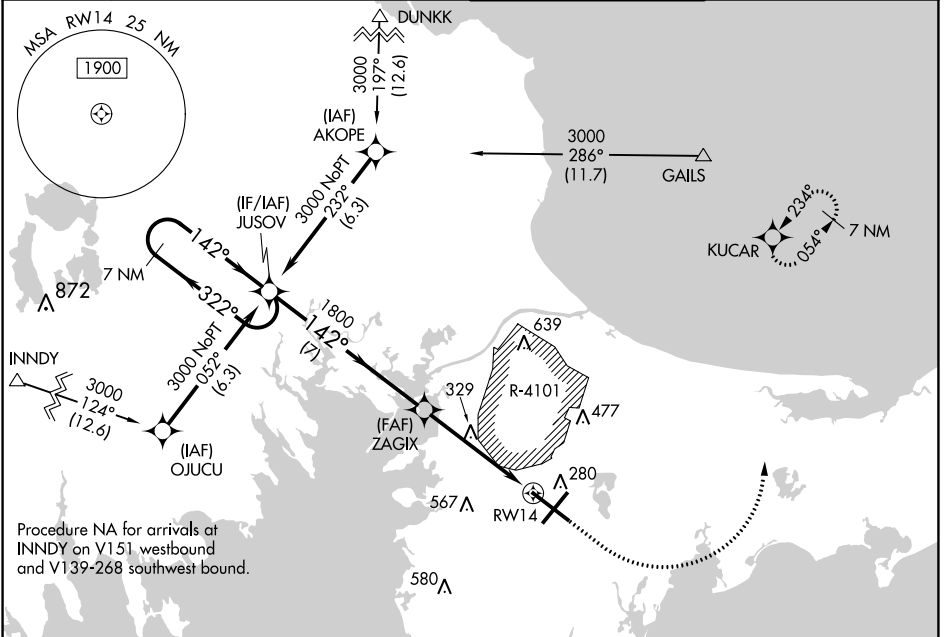 MSA RW14 25 NM
1900
DUNKK
3000
197°
(12.6)
(IAF)
AKOPE
3000
286°
(11.7)
GAILS
3000 NoPT
232°
(6.3)
(IF/IAF)
JUSOV
234°
054°
7 NM
KUCAR
142°
7 NM
322°
872
1800
142°
(7)
639
R-4101
INNDY
3000
124°
(12.6)
3000 NoPT
052°
(6.3)
329
477
(FAF)
ZAGIX
(IAF)
OJUCU
280
567
RW14
Procedure NA for arrivals at
INNDY on V151 westbound
and V139-268 southwest bound.
580